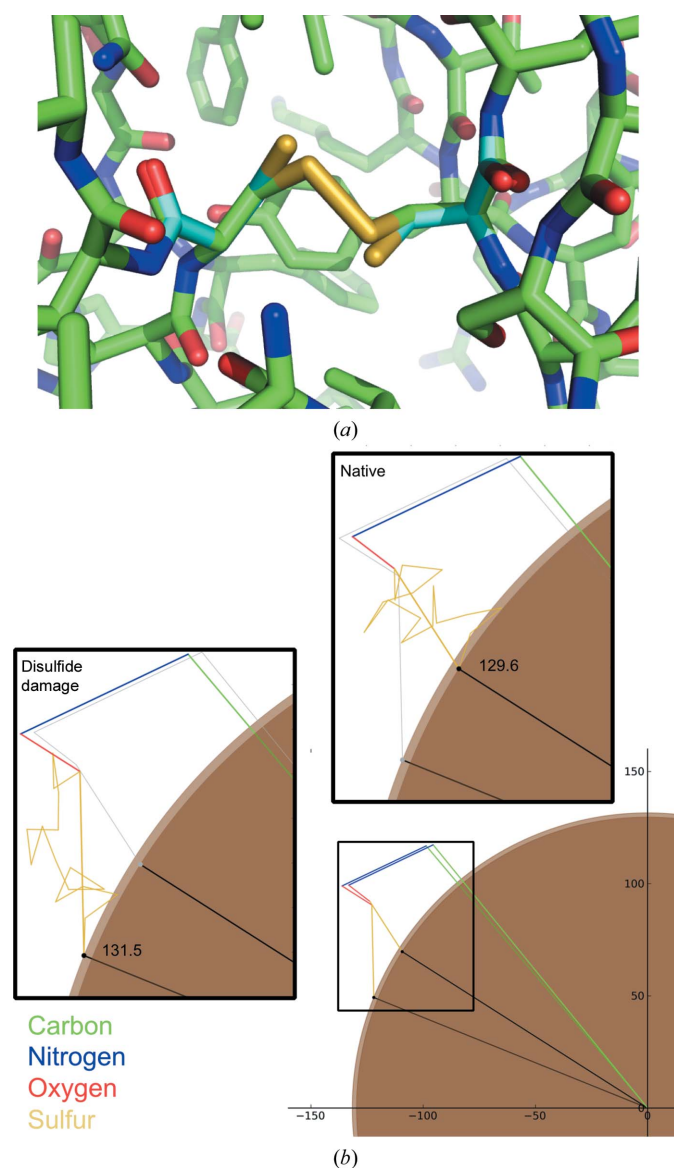 (a)
Native
129.6
Disulfide
damage
131.5
150
100
50
0
−150
−100
−50
0
Carbon
Nitrogen
Oxygen
Sulfur
(b)